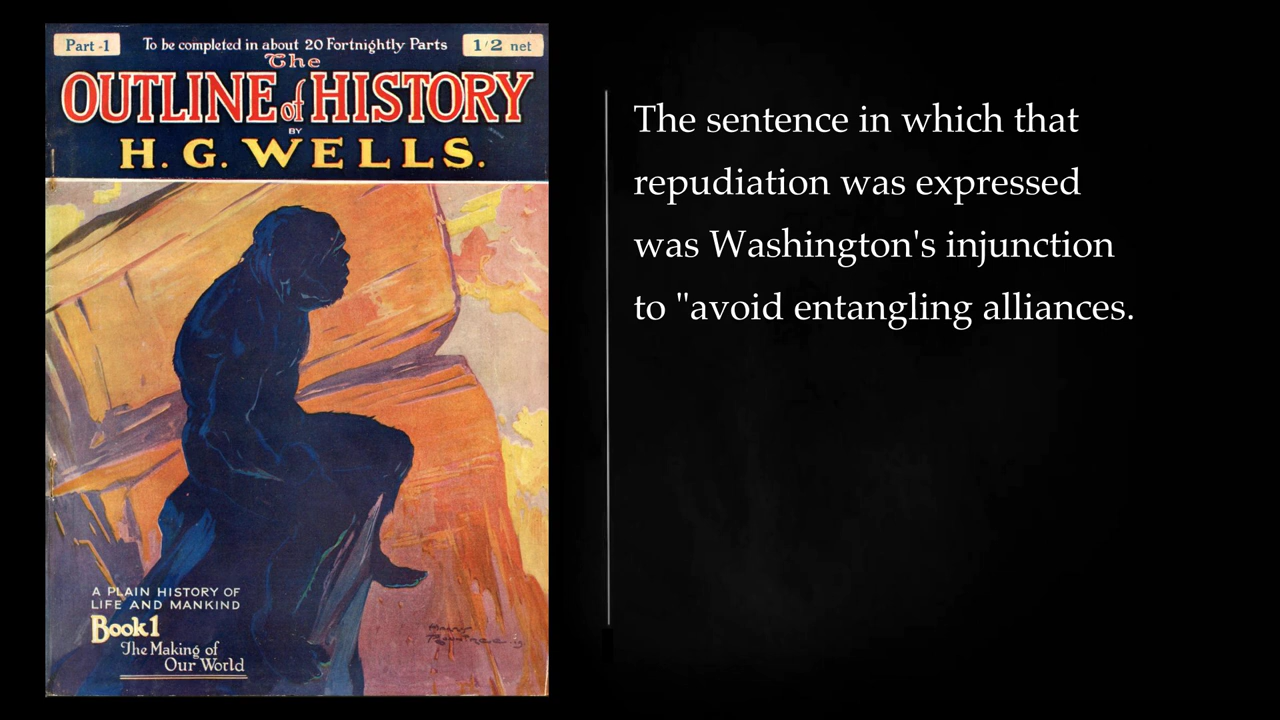 Part -1
To be completed in about 20 Fortnightly Parts
1/2 net
The
OUTLINE of HISTORY
BY
H. G. WELLS.
The sentence in which that
repudiation was expressed
was Washington's injunction
to "avoid entangling alliances.
A PLAIN HISTORY OF
LIFE AND MANKIND
Book 1
The Making of
Our World